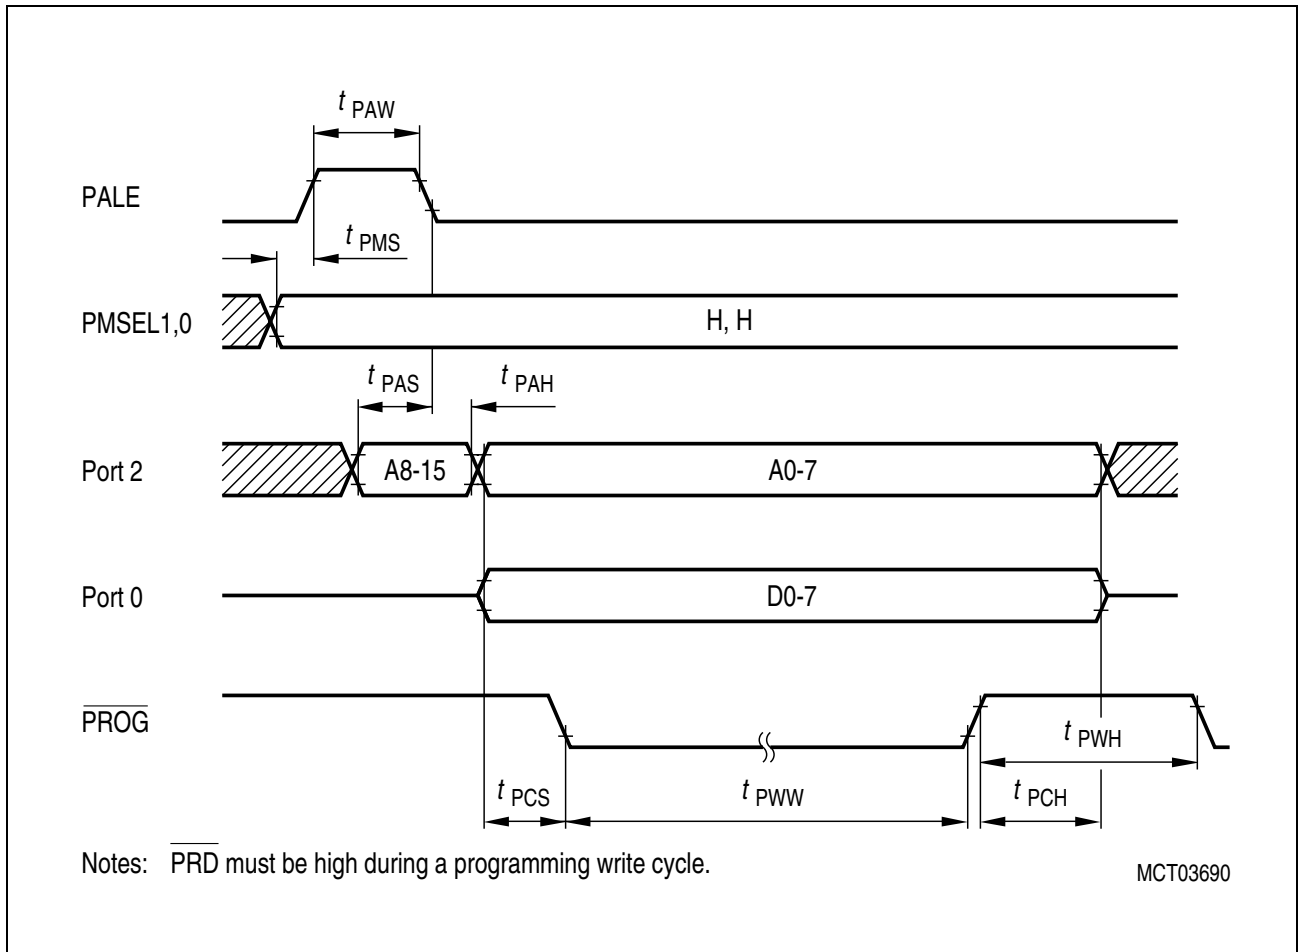 t PAW
PALE
t PMS
PMSEL1,0
H, H
t PAS
t PAH
Port 2
A8-15
A0-7
Port 0
D0-7
PROG
t PWH
t PCS
t PWW
t PCH
Notes: PRD must be high during a programming write cycle.
MCT03690